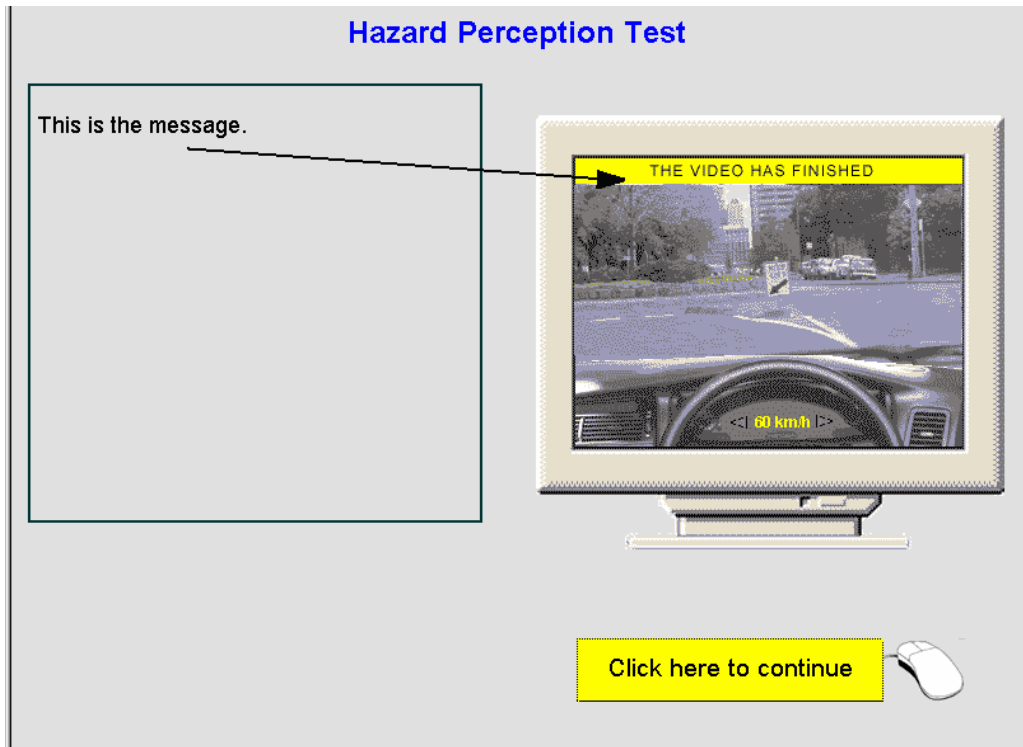 Hazard Perception Test
This is the message.
THE VIDEO HAS FINISHED
60 km/h
Click here to continue